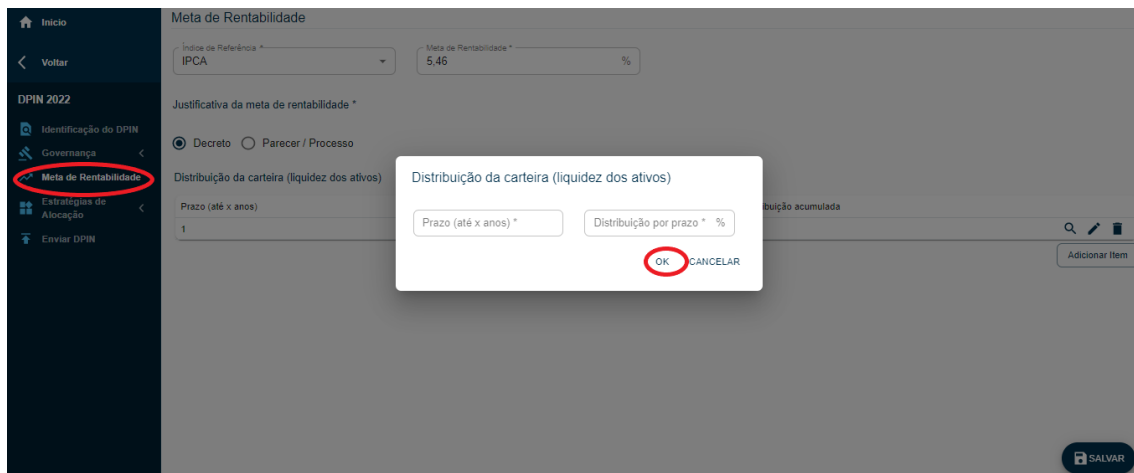 Inicio
Voltar
DPIN 2022
Identificação do DPIN
Governança
Meta de Rentabilidade
Estratégias de
Alocação
Enviar DPIN
Meta de Rentabilidade
Índice de Referência *
IPCA
Meta de Rentabilidade *
5,46 %
Justificativa da meta de rentabilidade *
Decreto Parecer / Processo
Distribuição da carteira (liquidez dos ativos)
Prazo (até x anos) acumulada
1
Adicionar Item
Distribuição da carteira (liquidez dos ativos)
Prazo (até x anos) * Distribuição por prazo * %
OK CANCELAR
SALVAR